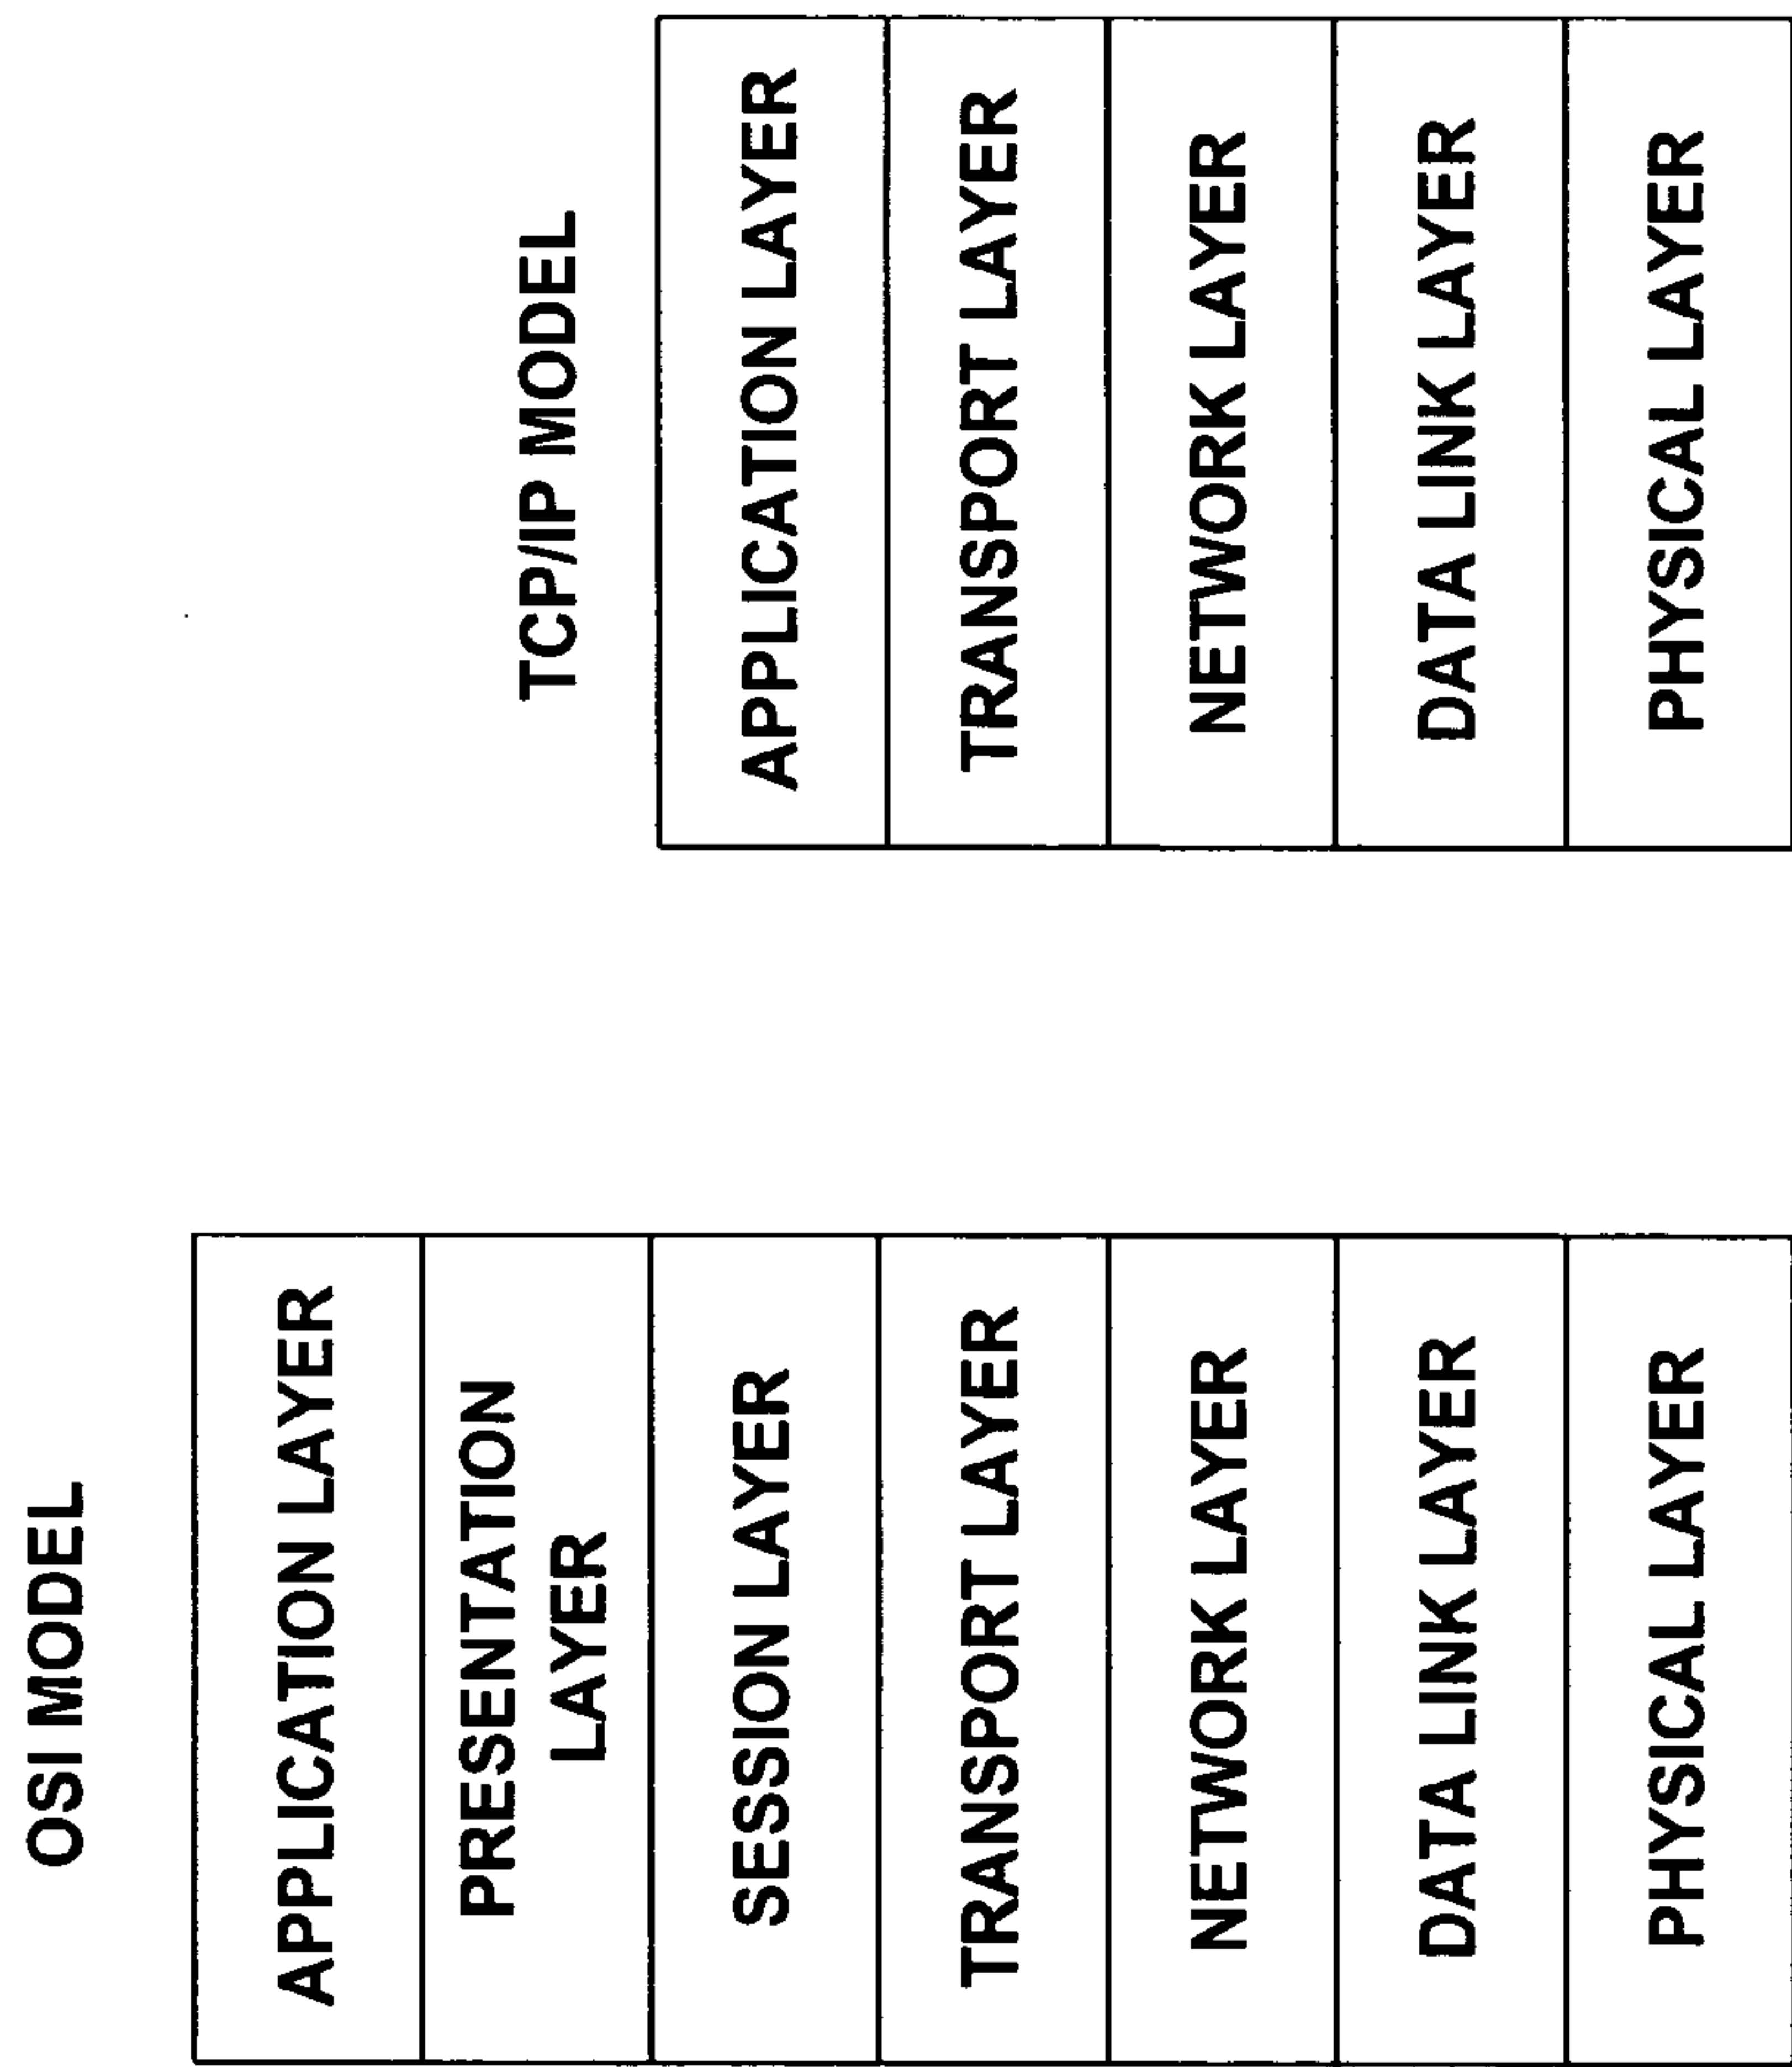 OSI MODEL
APPLICATION LAYER
PRESENTATION
LAYER
SESSION LAYER
TRANSPORT LAYER
NETWORK LAYER
DATA LINK LAYER
PHYSICAL LAYER
TCP/IP MODEL
APPLICATION LAYER
TRANSPORT LAYER
NETWORK LAYER
DATA LINK LAYER
PHYSICAL LAYER